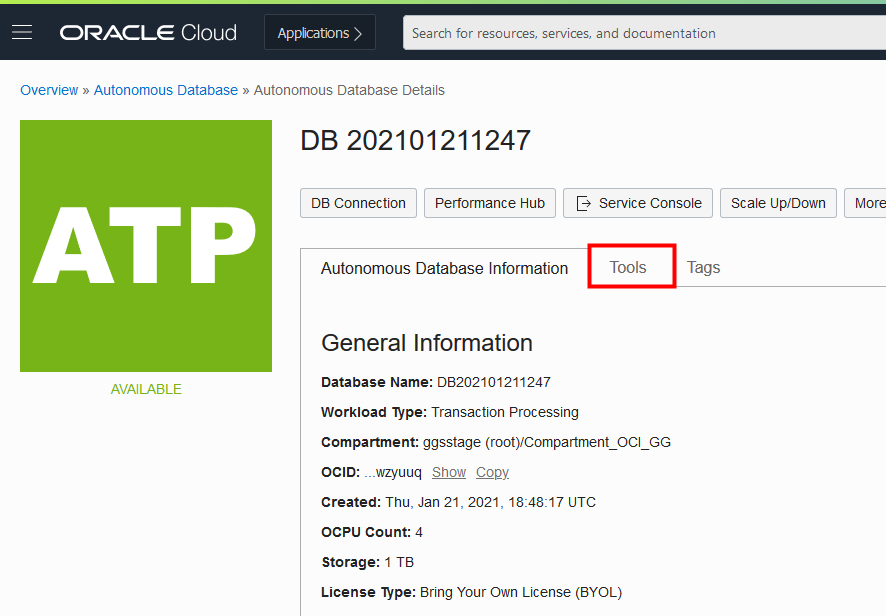 ORACLE Cloud
Applications
Search for resources, services, and documentation
Overview » Autonomous Database » Autonomous Database Details
ATP
AVAILABLE
DB 202101211247
DB Connection
Performance Hub
Service Console
Scale Up/Down
More
Autonomous Database Information
Tools
Tags
General Information
Database Name: DB202101211247
Workload Type: Transaction Processing
Compartment: ggsstage (root)/Compartment_OCI_GG
OCID: ...wzyuuq Show Copy
Created: Thu, Jan 21, 2021, 18:48:17 UTC
OCPU Count: 4
Storage: 1 TB
License Type: Bring Your Own License (BYOL)